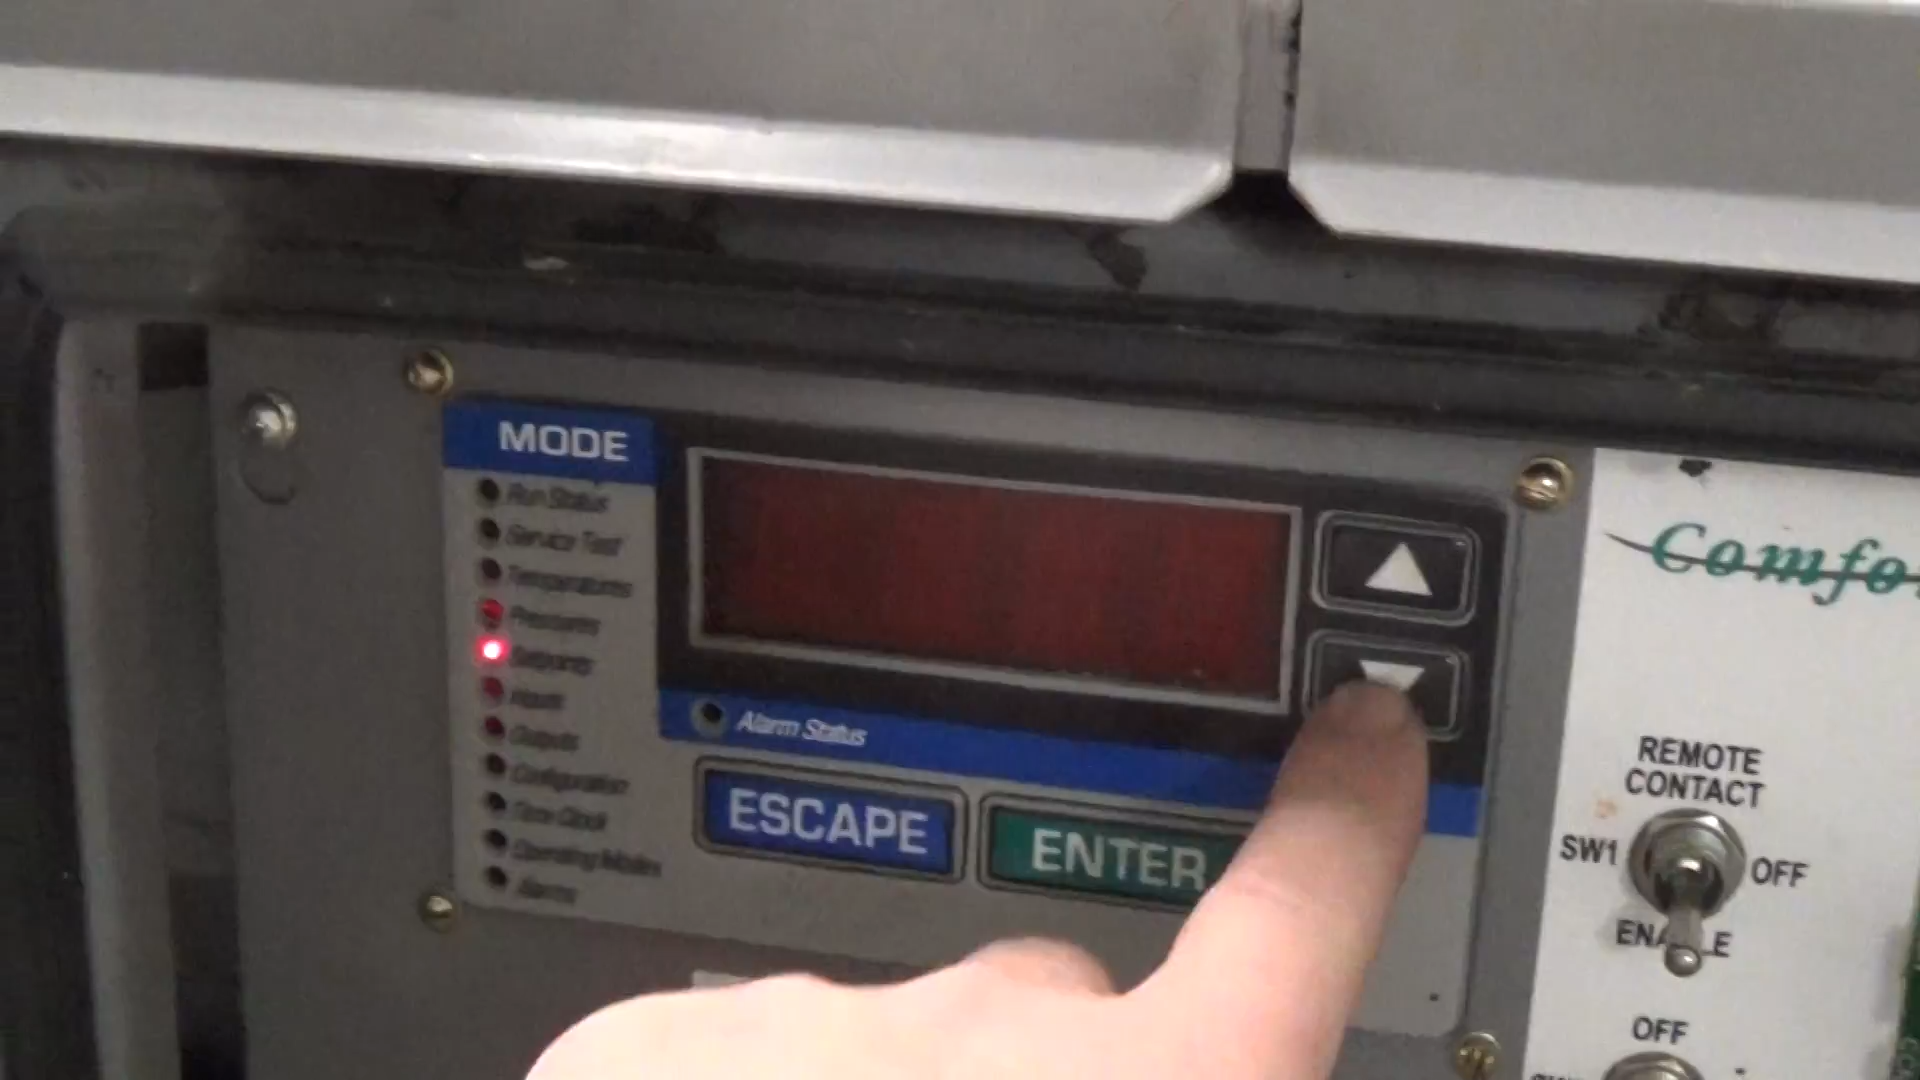 MODE
Run Status
Service Test
Temperatures
Pressures
Setpoints
Inputs
Outputs
Configuration
Time Clock
Operating Modes
Alarms
Alarm Status
ESCAPE
ENTER
Comfo
REMOTE
CONTACT
SW1
OFF
ENABLE
OFF